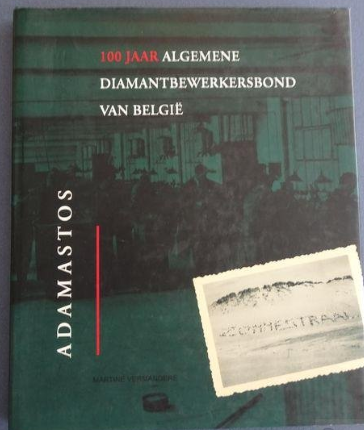 100 JAAR ALGEMENE
DIAMANTBEWERKERSBOND
VAN BELGIË
ADAMASTOS
MARTINE VERMANDERE